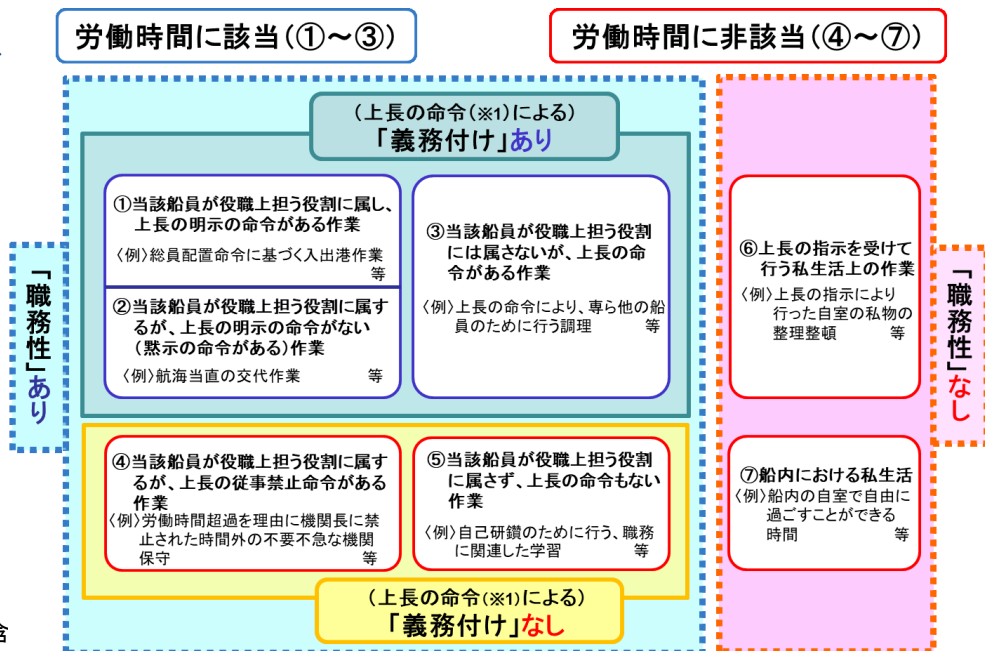 労働時間に該当(①～③)
労働時間に非該当(④～⑦)
(上長の命令(※1)による)
「義務付け」あり
「職務性」あり
①当該船員が役職上担う役割に属し、
上長の明示の命令がある作業
〈例〉総員配置命令に基づく入出港作業
等
②当該船員が役職上担う役割に属す
るが、上長の明示の命令がない
(黙示の命令がある)作業
〈例〉航海当直の交代作業 等
③当該船員が役職上担う役割
には属さないが、上長の命
令がある作業
〈例〉上長の命令により、専ら他の船
員のために行う調理 等
④当該船員が役職上担う役割に属す
るが、上長の従事禁止命令がある
作業
〈例〉労働時間超過を理由に機関長に禁
止された時間外の不要不急な機関
保守 等
⑤当該船員が役職上担う役割
に属さず、上長の命令もない
作業
〈例〉自己研鑽のために行う、職務
に関連した学習 等
(上長の命令(※1)による)
「義務付け」なし
⑥上長の指示を受けて
行う私生活上の作業
〈例〉上長の指示により
行った自室の私物の
整理整頓 等
⑦船内における私生活
〈例〉船内の自室で自由に
過ごすことができる
時間 等
「職務性」なし
含